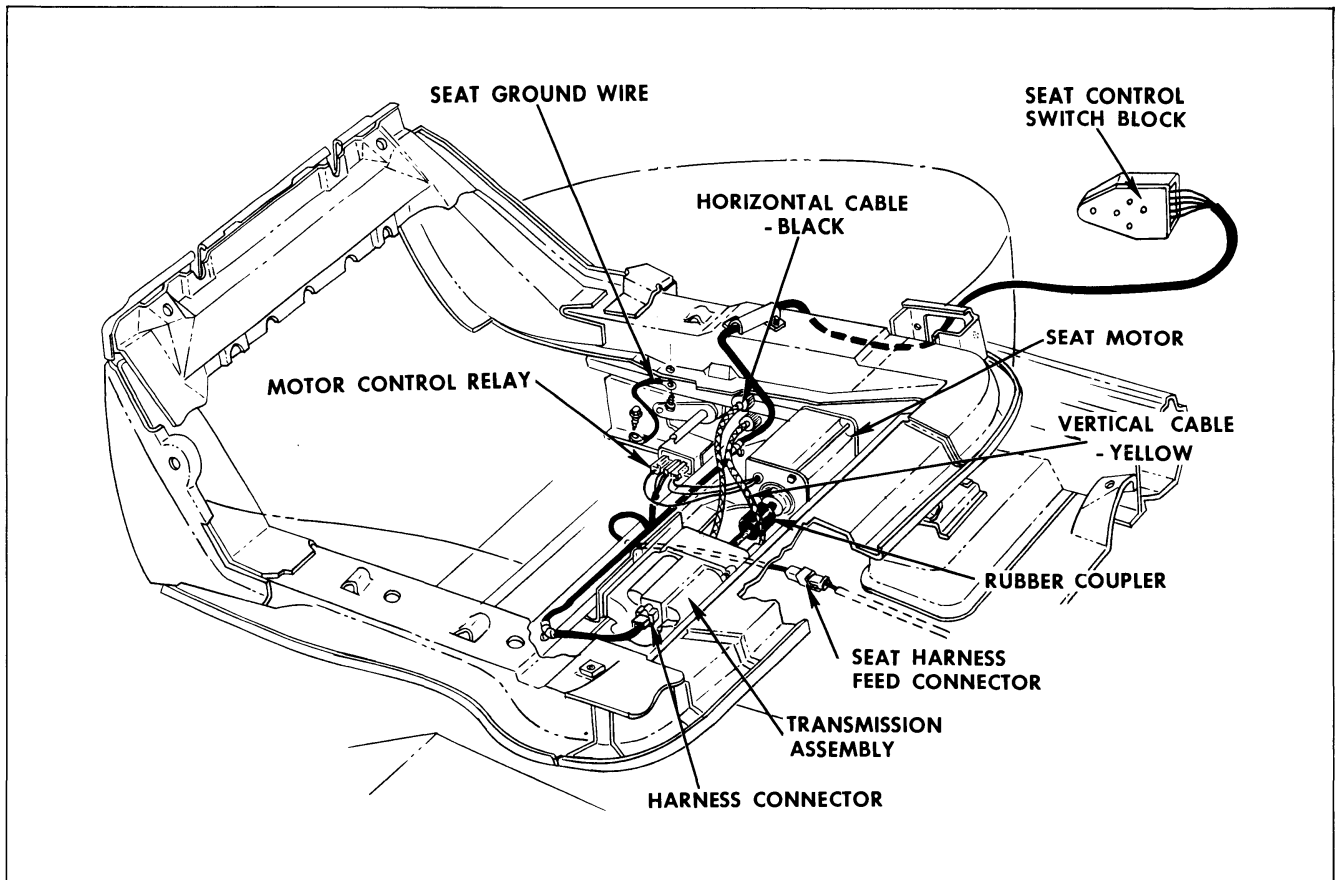 SEAT GROUND WIRE
SEAT CONTROL
SWITCH BLOCK
HORIZONTAL CABLE
- BLACK
SEAT MOTOR
MOTOR CONTROL RELAY
VERTICAL CABLE
- YELLOW
RUBBER COUPLER
SEAT HARNESS
FEED CONNECTOR
TRANSMISSION
ASSEMBLY
HARNESS CONNECTOR